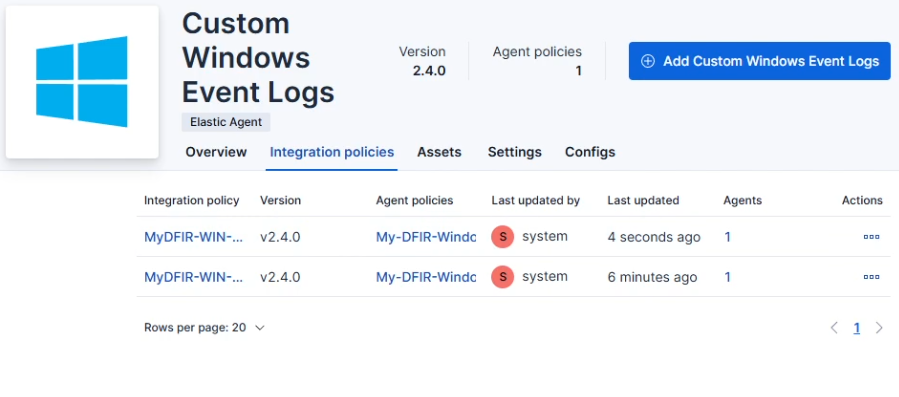 Custom
Windows
Event Logs
Elastic Agent
Version
2.4.0
Agent policies
1
Add Custom Windows Event Logs
Overview Integration policies Assets Settings Configs
Integration policy Version Agent policies Last updated by Last updated Agents Actions
MyDFIR-WIN-... v2.4.0 My-DFIR-Windo S system 4 seconds ago 1
MyDFIR-WIN-... v2.4.0 My-DFIR-Windo S system 6 minutes ago 1
Rows per page: 20 1